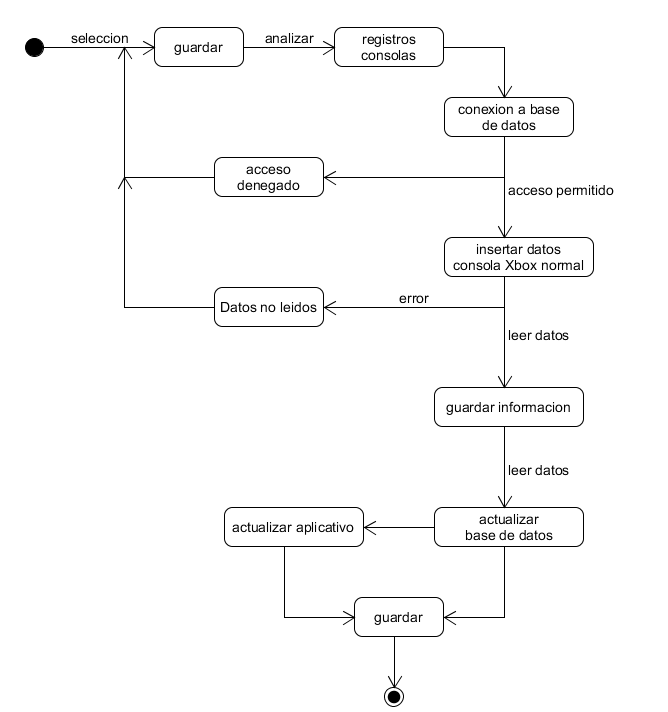 seleccion
guardar
analizar
registros
consolas
conexion a base
de datos
acceso
denegado
acceso permitido
insertar datos
consola Xbox normal
Datos no leidos
error
leer datos
guardar informacion
leer datos
actualizar aplicativo
actualizar
base de datos
guardar